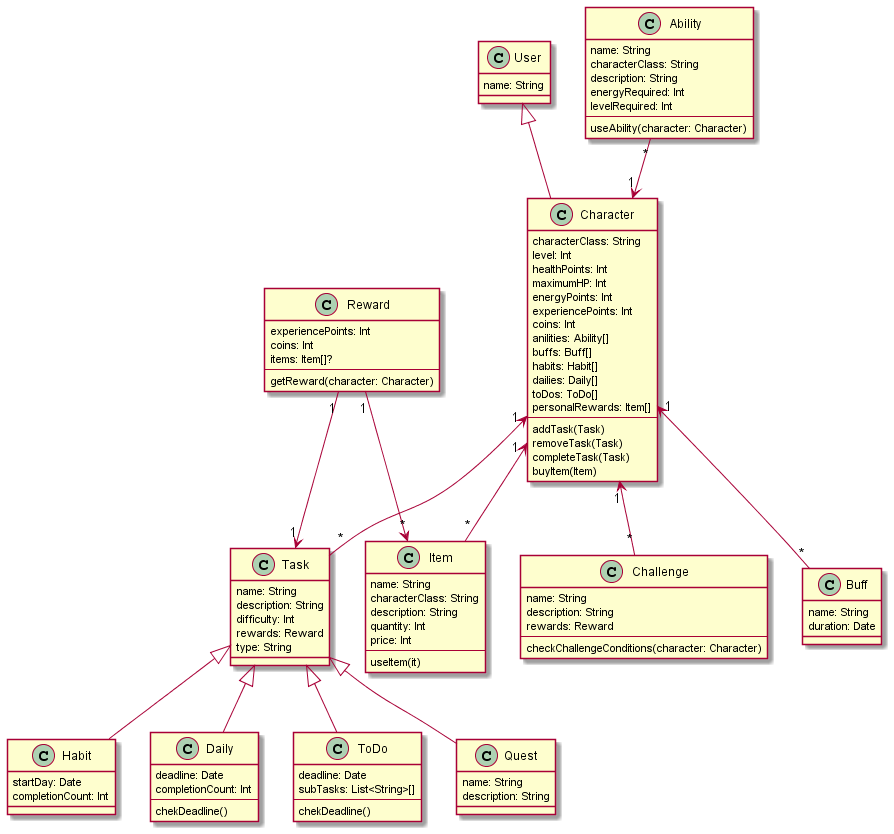 C Ability
name: String
characterClass: String
description: String
energyRequired: Int
levelRequired: Int
useAbility(character: Character)
C User
name: String
* 
1
C Character
characterClass: String
level: Int
healthPoints: Int
maximumHP: Int
energyPoints: Int
experiencePoints: Int
coins: Int
anilities: Ability[]
buffs: Buff[]
habits: Habit[]
dailies: Daily[]
toDos: ToDo[]
personalRewards: Item[]
addTask(Task)
removeTask(Task)
completeTask(Task)
buyItem(Item)
C Reward
experiencePoints: Int
coins: Int
items: Item[]?
getReward(character: Character)
1
1
1
1
1
1
1
*
*
*
*
*
C Task
name: String
description: String
difficulty: Int
rewards: Reward
type: String
C Item
name: String
characterClass: String
description: String
quantity: Int
price: Int
useItem(it)
C Challenge
name: String
description: String
rewards: Reward
checkChallengeConditions(character: Character)
C Buff
name: String
duration: Date
C Habit
startDay: Date
completionCount: Int
C Daily
deadline: Date
completionCount: Int
chekDeadline()
C ToDo
deadline: Date
subTasks: List<String>[]
chekDeadline()
C Quest
name: String
description: String